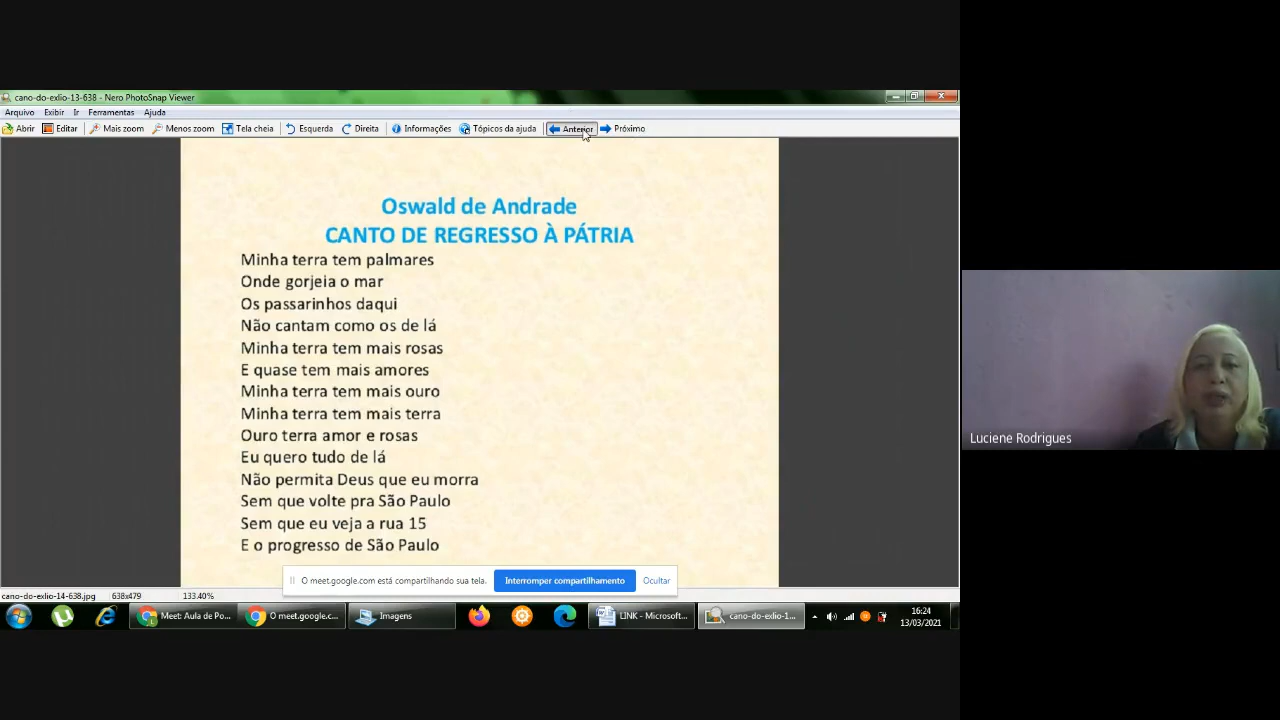 cano-do-exlio-13-638 - Nero PhotoSnap Viewer
Arquivo Exibir Ir Ferramentas Ajuda
Abrir Editar Mais zoom Menos zoom Tela cheia Esquerda Direita Informações Tópicos da ajuda Anterior Próximo
Oswald de Andrade
CANTO DE REGRESSO À PÁTRIA
Minha terra tem palmares
Onde gorjeia o mar
Os passarinhos daqui
Não cantam como os de lá
Minha terra tem mais rosas
E quase tem mais amores
Minha terra tem mais ouro
Minha terra tem mais terra
Ouro terra amor e rosas
Eu quero tudo de lá
Não permita Deus que eu morra
Sem que volte pra São Paulo
Sem que eu veja a rua 15
E o progresso de São Paulo
Luciene Rodrigues
O meet.google.com está compartilhando sua tela. Interromper compartilhamento Ocultar
cano-do-exlio-14-638.jpg 638x479 133.40%
Meet: Aula de Po... O meet.google.c... Imagens LINK - Microsoft... cano-do-exlio-1... 16:24
13/03/2021